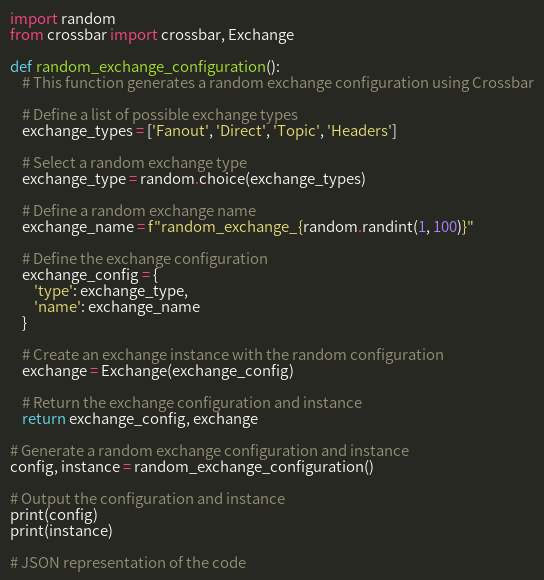 import random
from crossbar import crossbar, Exchange
def random_exchange_configuration():
# This function generates a random exchange configuration using Crossbar
# Define a list of possible exchange types
exchange_types = ['Fanout', 'Direct', 'Topic', 'Headers']
# Select a random exchange type
exchange_type = random.choice(exchange_types)
# Define a random exchange name
exchange_name = f"random_exchange_{random.randint(1, 100)}"
# Define the exchange configuration
exchange_config = {
'type': exchange_type,
'name': exchange_name
}
# Create an exchange instance with the random configuration
exchange = Exchange(exchange_config)
# Return the exchange configuration and instance
return exchange_config, exchange
# Generate a random exchange configuration and instance
config, instance = random_exchange_configuration()
# Output the configuration and instance
print(config)
print(instance)
# JSON representation of the code